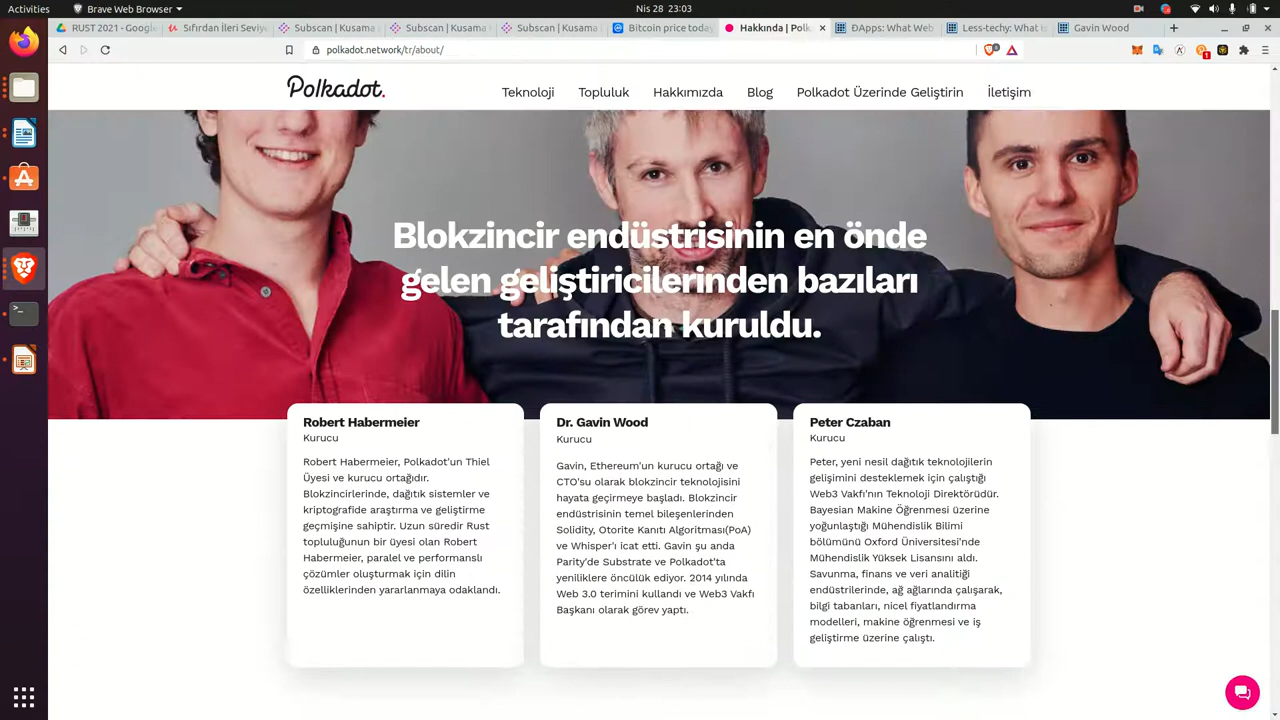 Activities
Brave Web Browser
Nis 28 23:03
RUST 2021 - Google
Sıfırdan İleri Seviye
Subscan | Kusama
Subscan | Kusama
Subscan | Kusama
Bitcoin price today
Hakkında | Polk
ĐApps: What Web
Less-techy: What is
Gavin Wood
polkadot.network/tr/about/
Polkadot.
Teknoloji
Topluluk
Hakkımızda
Blog
Polkadot Üzerinde Geliştirin
İletişim
Blokzincir endüstrisinin en önde
gelen geliştiricilerinden bazıları
tarafından kuruldu.
Robert Habermeier
Kurucu
Robert Habermeier, Polkadot'un Thiel
Üyesi ve kurucu ortağıdır.
Blokzincirlerinde, dağıtık sistemler ve
kriptografide araştırma ve geliştirme
geçmişine sahiptir. Uzun süredir Rust
topluluğunun bir üyesi olan Robert
Habermeier, paralel ve performanslı
çözümler oluşturmak için dilin
özelliklerinden yararlanmaya odaklandı.
Dr. Gavin Wood
Kurucu
Gavin, Ethereum'un kurucu ortağı ve
CTO'su olarak blokzincir teknolojisini
hayata geçirmeye başladı. Blokzincir
endüstrisinin temel bileşenlerinden
Solidity, Otorite Kanıtı Algoritması(PoA)
ve Whisper'ı icat etti. Gavin şu anda
Parity'de Substrate ve Polkadot'ta
yeniliklere öncülük ediyor. 2014 yılında
Web 3.0 terimini kullandı ve Web3 Vakfı
Başkanı olarak görev yaptı.
Peter Czaban
Kurucu
Peter, yeni nesil dağıtık teknolojilerin
gelişimini desteklemek için çalıştığı
Web3 Vakfı'nın Teknoloji Direktörüdür.
Bayesian Makine Öğrenmesi üzerine
yoğunlaştığı Mühendislik Bilimi
bölümünü Oxford Üniversitesi'nde
Mühendislik Yüksek Lisansını aldı.
Savunma, finans ve veri analitiği
endüstrilerinde, ağ ağlarında çalışarak,
bilgi tabanları, nicel fiyatlandırma
modelleri, makine öğrenmesi ve iş
geliştirme üzerine çalıştı.